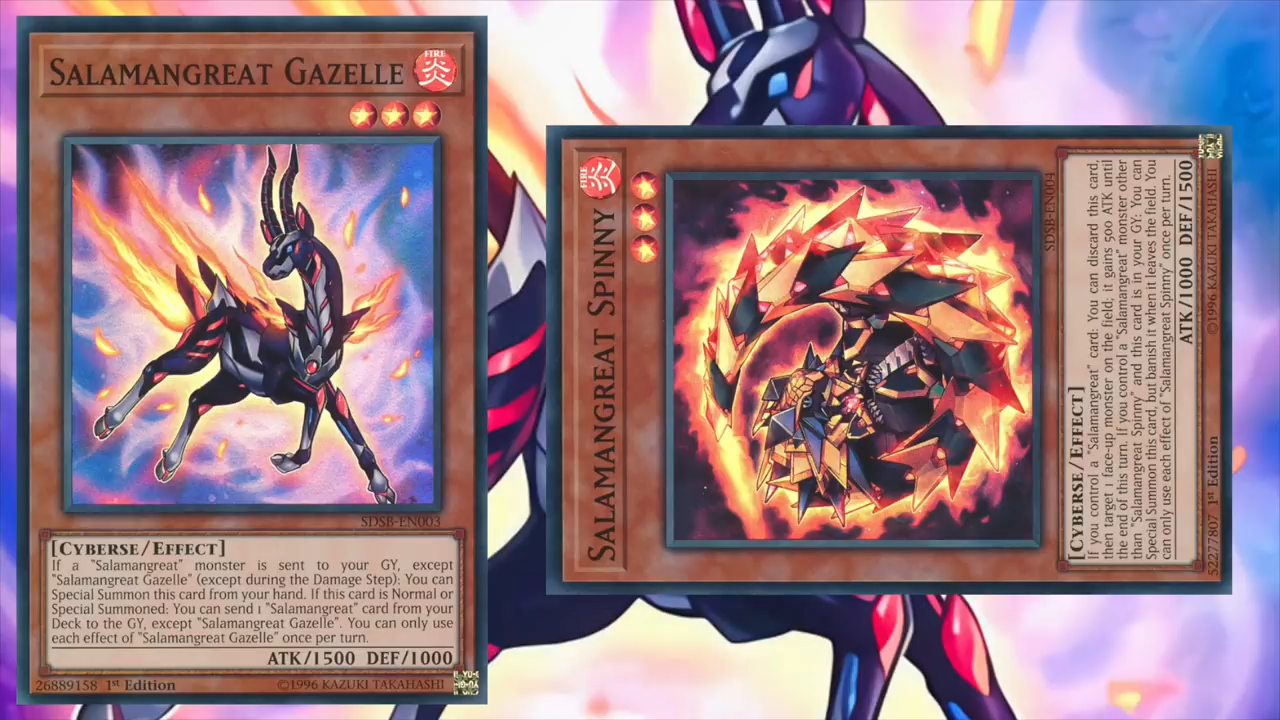 SALAMANGREAT GAZELLE
FIRE
炎
SDSB-EN003
[CYBERSE/EFFECT]
If a "Salamangreat" monster is sent to your GY, except
"Salamangreat Gazelle" (except during the Damage Step): You can
Special Summon this card from your hand. If this card is Normal or
Special Summoned: You can send 1 "Salamangreat" card from your
Deck to the GY, except "Salamangreat Gazelle". You can only use
each effect of "Salamangreat Gazelle" once per turn.
ATK/1500 DEF/1000
26889158 1st Edition
©1996 KAZUKI TAKAHASHI
SALAMANGREAT SPINNY
FIRE
炎
SDSB-EN004
[CYBERSE/EFFECT]
If you control a "Salamangreat" card: You can discard this card,
then target 1 face-up monster on the field; it gains 500 ATK until
the end of this turn. If you control a "Salamangreat" monster other
than "Salamangreat Spinny" and this card is in your GY: You can
Special Summon this card, but banish it when it leaves the field. You
can only use each effect of "Salamangreat Spinny" once per turn.
ATK/1000 DEF/1500
52277807 1st Edition
©1996 KAZUKI TAKAHASHI